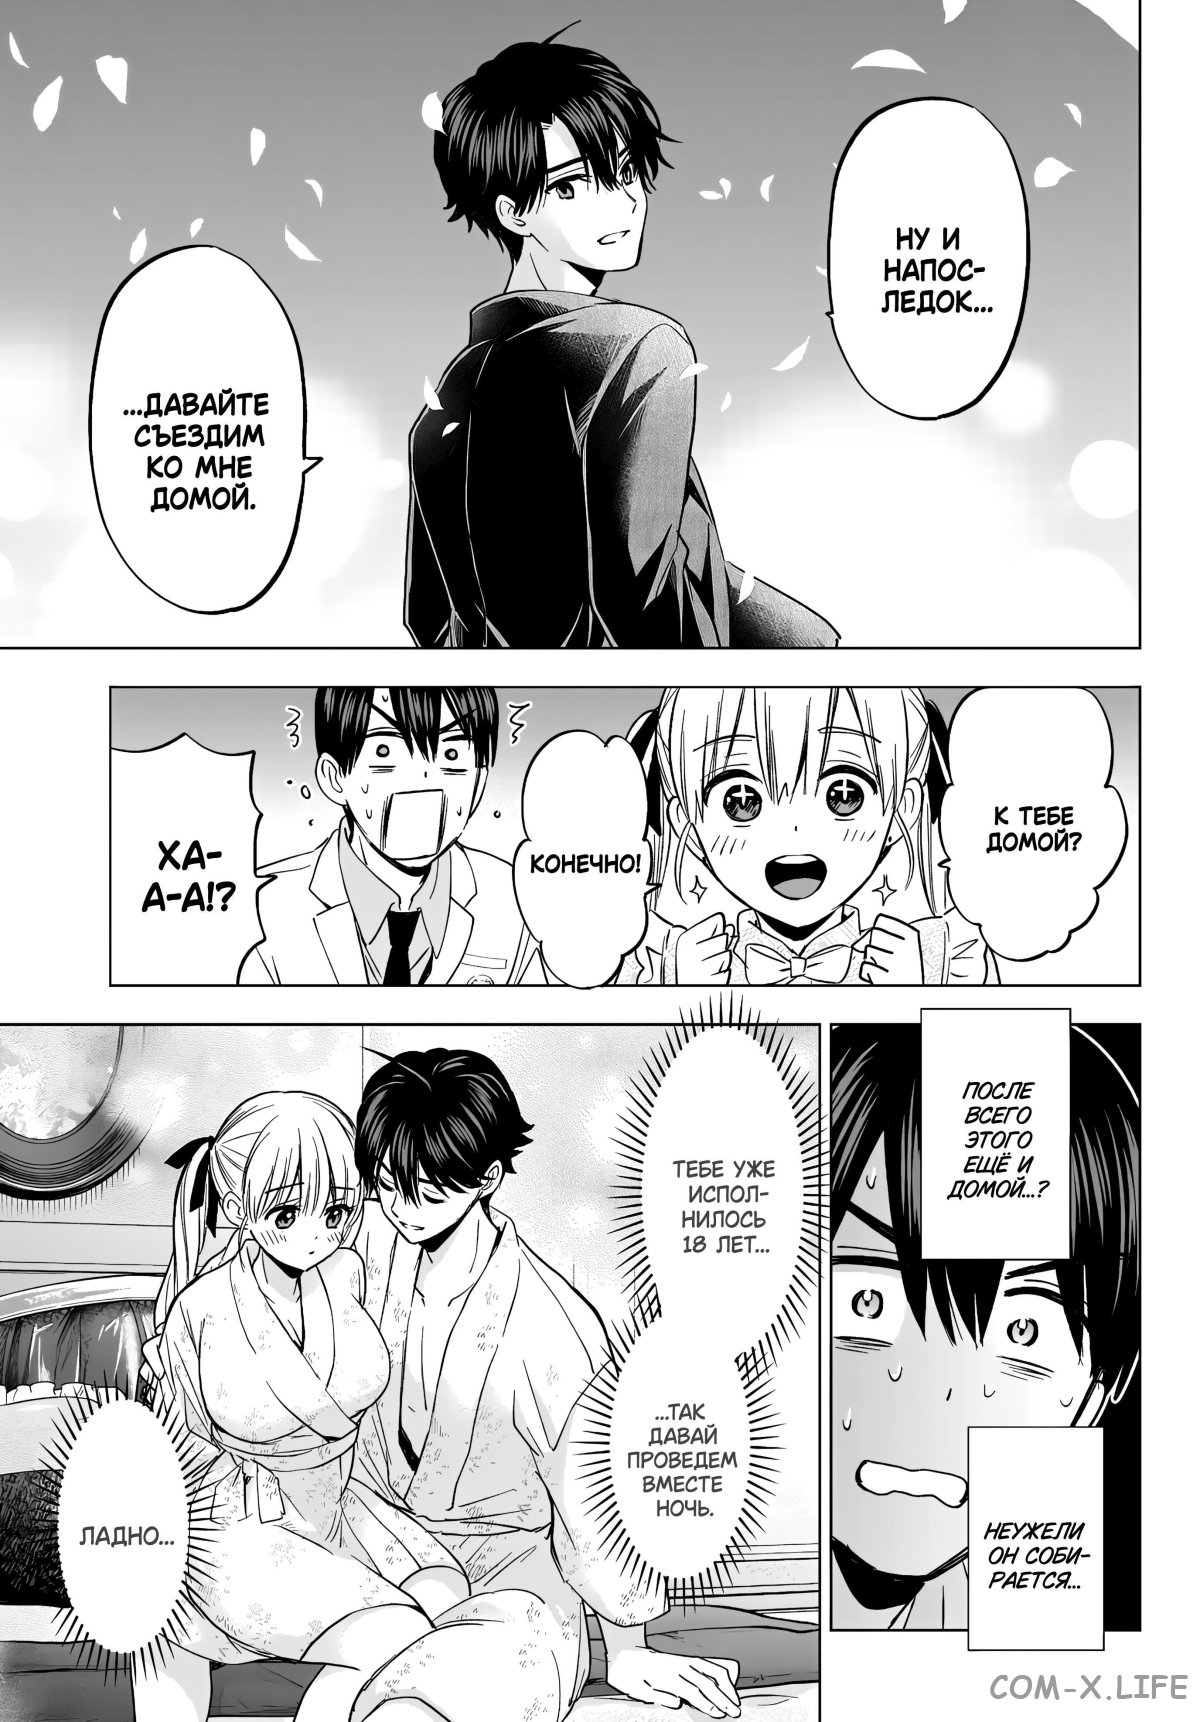 НУ И
НАПОС-
ЛЕДОК...
...ДАВАЙТЕ
СЪЕЗДИМ
КО МНЕ
ДОМОЙ.
К ТЕБЕ
ДОМОЙ?
КОНЕЧНО!
ХА-
А-А!?
ПОСЛЕ
ВСЕГО
ЭТОГО
ЕЩЁ И
ДОМОЙ...?
НЕУЖЕЛИ
ОН СОБИ-
РАЕТСЯ...
ТЕБЕ УЖЕ
ИСПОЛ-
НИЛОСЬ
18 ЛЕТ...
...ТАК
ДАВАЙ
ПРОВЕДЕМ
ВМЕСТЕ
НОЧЬ.
ЛАДНО...
COM-X.LIFE